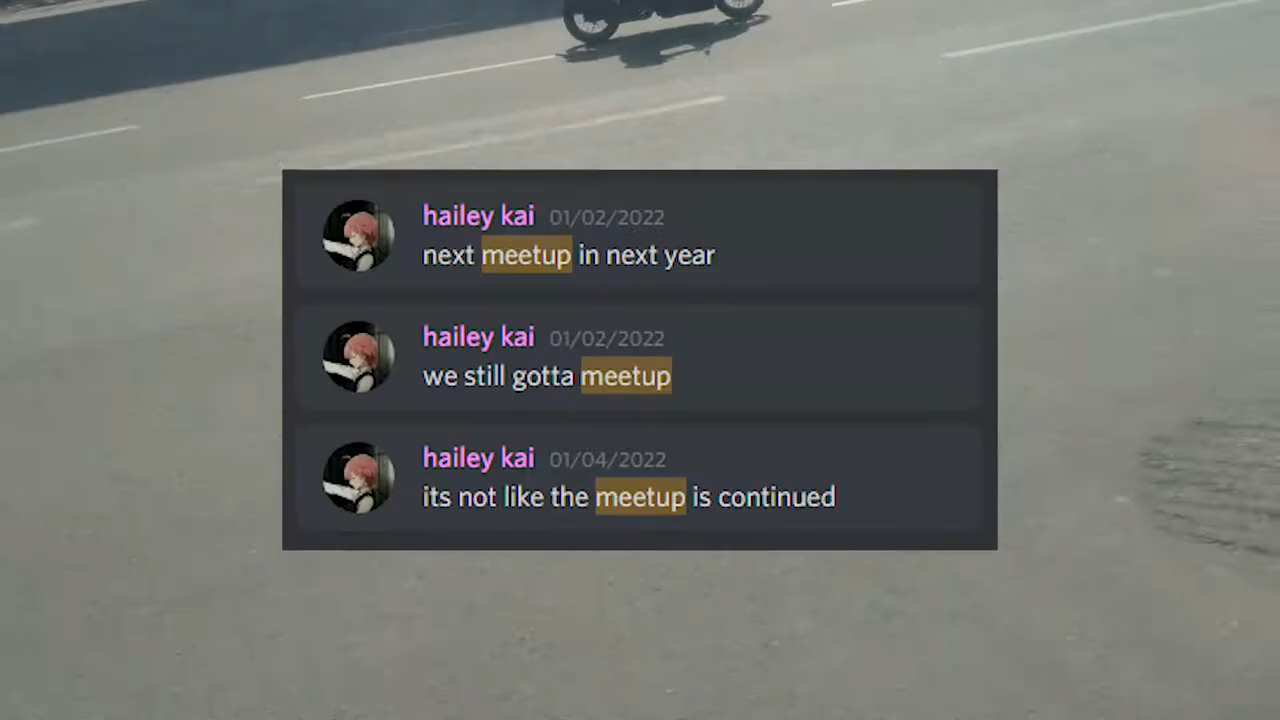 hailey kai 01/02/2022
next meetup in next year
hailey kai 01/02/2022
we still gotta meetup
hailey kai 01/04/2022
its not like the meetup is continued